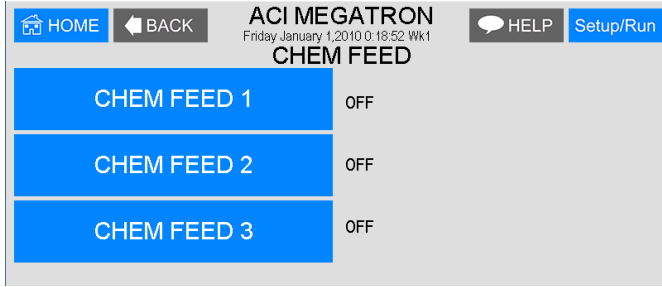 HOME
BACK
ACI MEGATRON
Friday January 1,2010 0:18:52 Wk1
CHEM FEED
HELP
Setup/Run
CHEM FEED 1
OFF
CHEM FEED 2
OFF
CHEM FEED 3
OFF